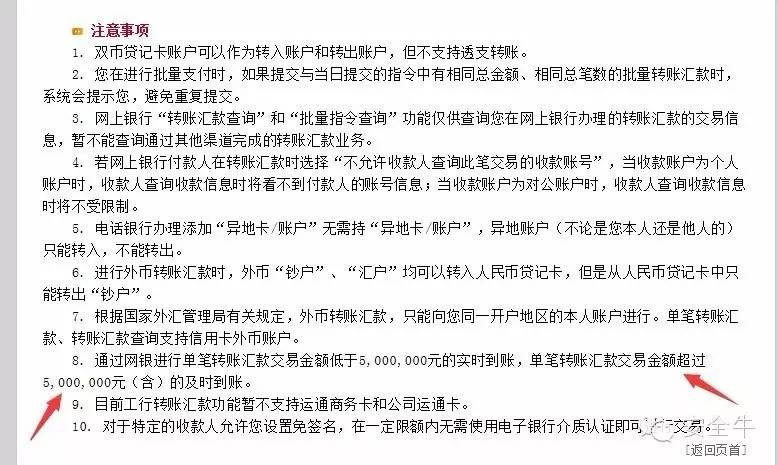 注意事项
1. 双币贷记卡账户可以作为转入账户和转出账户，但不支持透支转账。
2. 您在进行批量支付时，如果提交与当日提交的指令中有相同总金额、相同总笔数的批量转账汇款时，
系统会提示您，避免重复提交。
3. 网上银行“转账汇款查询”和“批量指令查询”功能仅供查询您在网上银行办理的转账汇款的交易信
息，暂不能查询通过其他渠道完成的转账汇款业务。
4. 若网上银行付款人在转账汇款时选择“不允许收款人查询此笔交易的收款账号”，当收款账户为个人
账户时，收款人查询收款信息时将看不到付款人的账号信息；当收款账户为对公账户时，收款人查询收款信息
时将不受限制。
5. 电话银行办理添加“异地卡/账户”无需持“异地卡/账户”，异地账户（不论是您本人还是他人的）
只能转入，不能转出。
6. 进行外币转账汇款时，外币“钞户”、“汇户”均可以转入人民币贷记卡，但是从人民币贷记卡中只
能转出“钞户”。
7. 根据国家外汇管理局有关规定，外币转账汇款，只能向您同一开户地区的本人账户进行。单笔转账汇
款、转账汇款查询支持信用卡外币账户。
8. 通过网银进行单笔转账汇款交易金额低于5,000,000元的实时到账，单笔转账汇款交易金额超过
5,000,000元（含）的及时到账。
9. 目前工行转账汇款功能暂不支持运通商务卡和公司运通卡。
10. 对于特定的收款人允许您设置免签名，在一定限额内无需使用电子银行介质认证即可 交易。
安全牛
[返回页首]